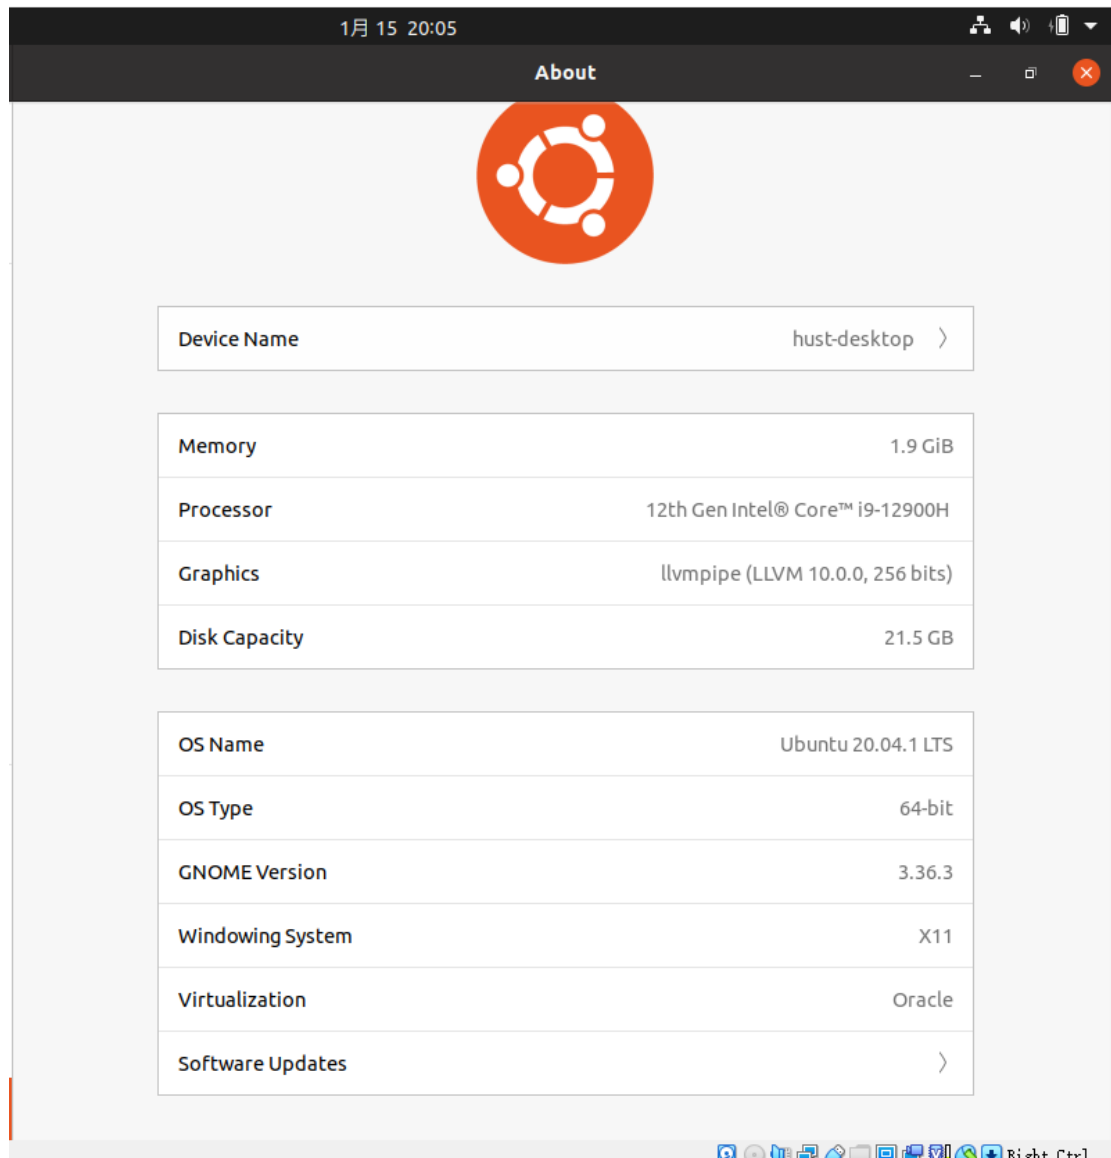 1月 15 20:05
About
Device Name hust-desktop
Memory 1.9 GiB
Processor 12th Gen Intel® Core™ i9-12900H
Graphics llvmpipe (LLVM 10.0.0, 256 bits)
Disk Capacity 21.5 GB
OS Name Ubuntu 20.04.1 LTS
OS Type 64-bit
GNOME Version 3.36.3
Windowing System X11
Virtualization Oracle
Software Updates
Right Ctrl